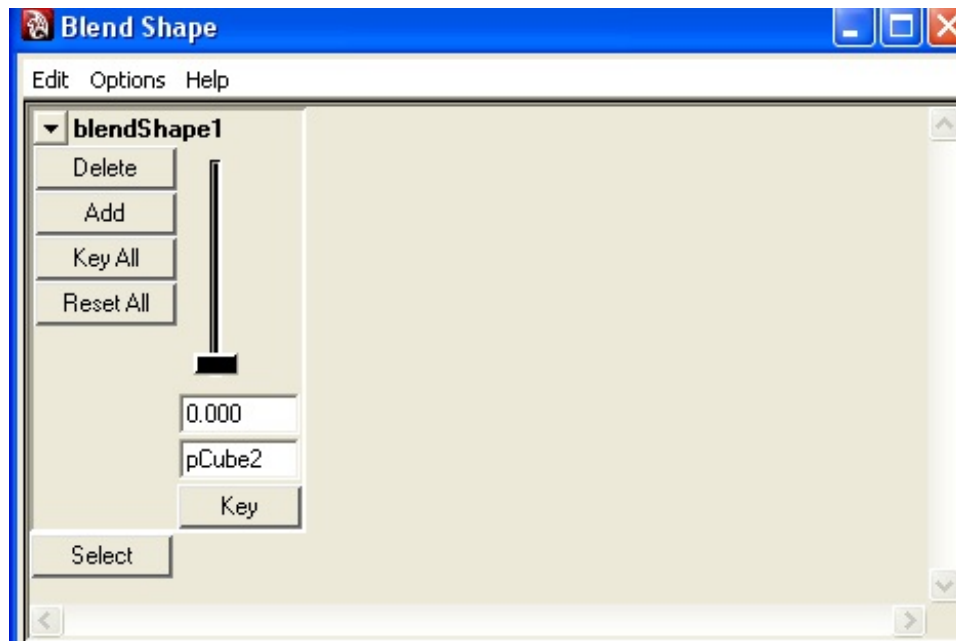 Blend Shape
Edit Options Help
blendShape1
Delete
Add
Key All
Reset All
0.000
pCube2
Key
Select